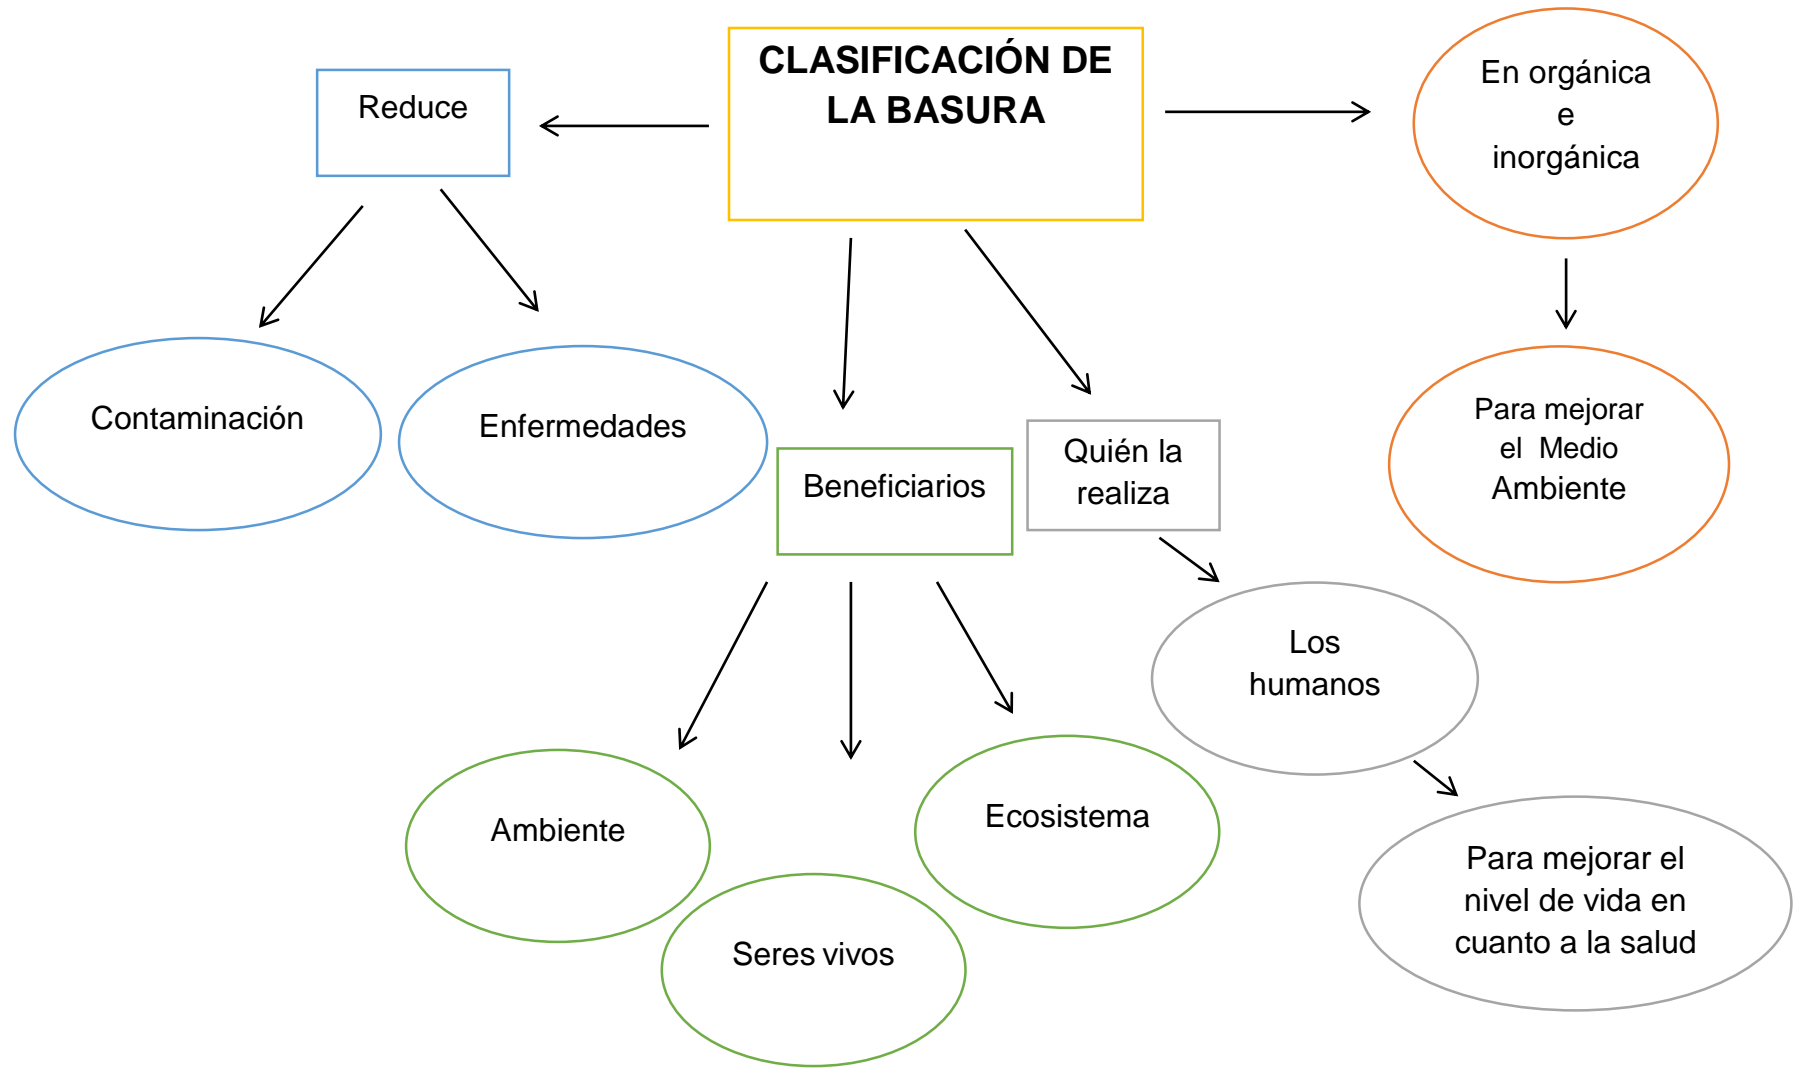 CLASIFICACIÓN DE
LA BASURA
Reduce
En orgánica
e
inorgánica
Contaminación
Enfermedades
Beneficiarios
Quién la
realiza
Para mejorar
el  Medio
Ambiente
Los
humanos
Ambiente
Seres vivos
Ecosistema
Para mejorar el
nivel de vida en
cuanto a la salud